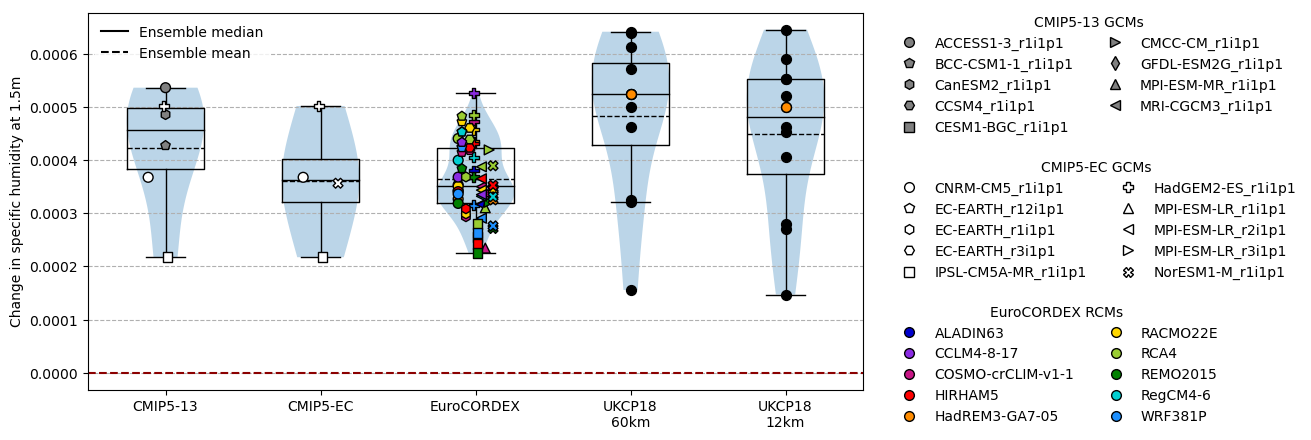 Ensemble median
Ensemble mean
Change in specific humidity at 1.5m
0.0006
0.0005
0.0004
0.0003
0.0002
0.0001
0.0000
CMIP5-13
CMIP5-EC
EuroCORDEX
UKCP18
60km
UKCP18
12km
CMIP5-13 GCMs
ACCESS1-3_r1i1p1
BCC-CSM1-1_r1i1p1
CanESM2_r1i1p1
CCSM4_r1i1p1
CESM1-BGC_r1i1p1
CMCC-CM_r1i1p1
GFDL-ESM2G_r1i1p1
MPI-ESM-MR_r1i1p1
MRI-CGCM3_r1i1p1
CMIP5-EC GCMs
CNRM-CM5_r1i1p1
EC-EARTH_r12i1p1
EC-EARTH_r1i1p1
EC-EARTH_r3i1p1
IPSL-CM5A-MR_r1i1p1
HadGEM2-ES_r1i1p1
MPI-ESM-LR_r1i1p1
MPI-ESM-LR_r2i1p1
MPI-ESM-LR_r3i1p1
NorESM1-M_r1i1p1
EuroCORDEX RCMs
ALADIN63
CCLM4-8-17
COSMO-crCLIM-v1-1
HIRHAM5
HadREM3-GA7-05
RACMO22E
RCA4
REMO2015
RegCM4-6
WRF381P